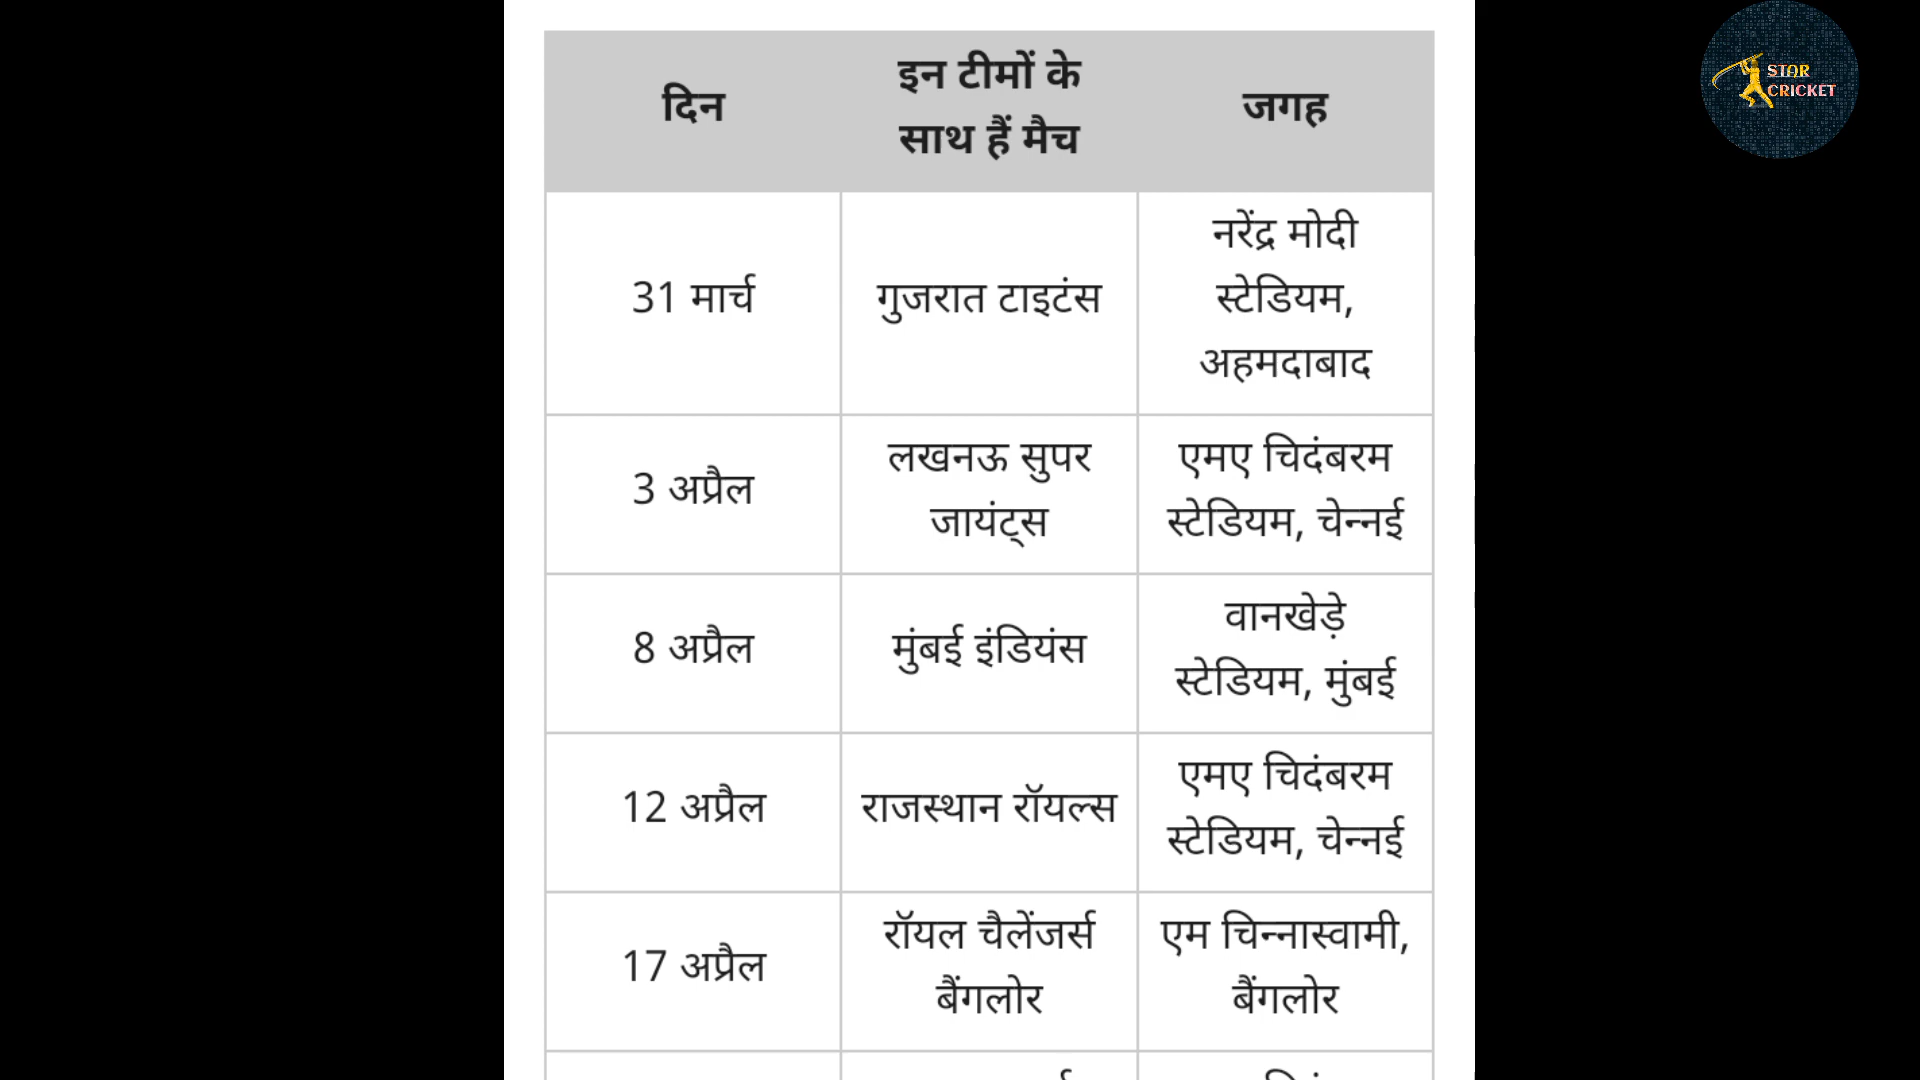 दिन
इन टीमों के
साथ हैं मैच
जगह
31 मार्च
गुजरात टाइटंस
नरेंद्र मोदी
स्टेडियम,
अहमदाबाद
3 अप्रैल
लखनऊ सुपर
जायंट्स
एमए चिदंबरम
स्टेडियम, चेन्नई
8 अप्रैल
मुंबई इंडियंस
वानखेड़े
स्टेडियम, मुंबई
12 अप्रैल
राजस्थान रॉयल्स
एमए चिदंबरम
स्टेडियम, चेन्नई
17 अप्रैल
रॉयल चैलेंजर्स
बैंगलोर
एम चिन्नास्वामी,
बैंगलोर
STAR
CRICKET